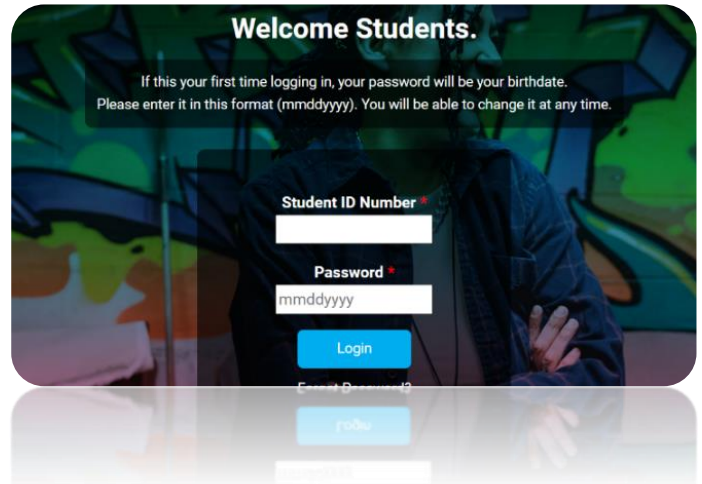 Welcome Students.
If this your first time logging in, your password will be your birthdate.
Please enter it in this format (mmddyyyy). You will be able to change it at any time.
Student ID Number *
Password *
mmddyyyy
Login
Forgot Password?